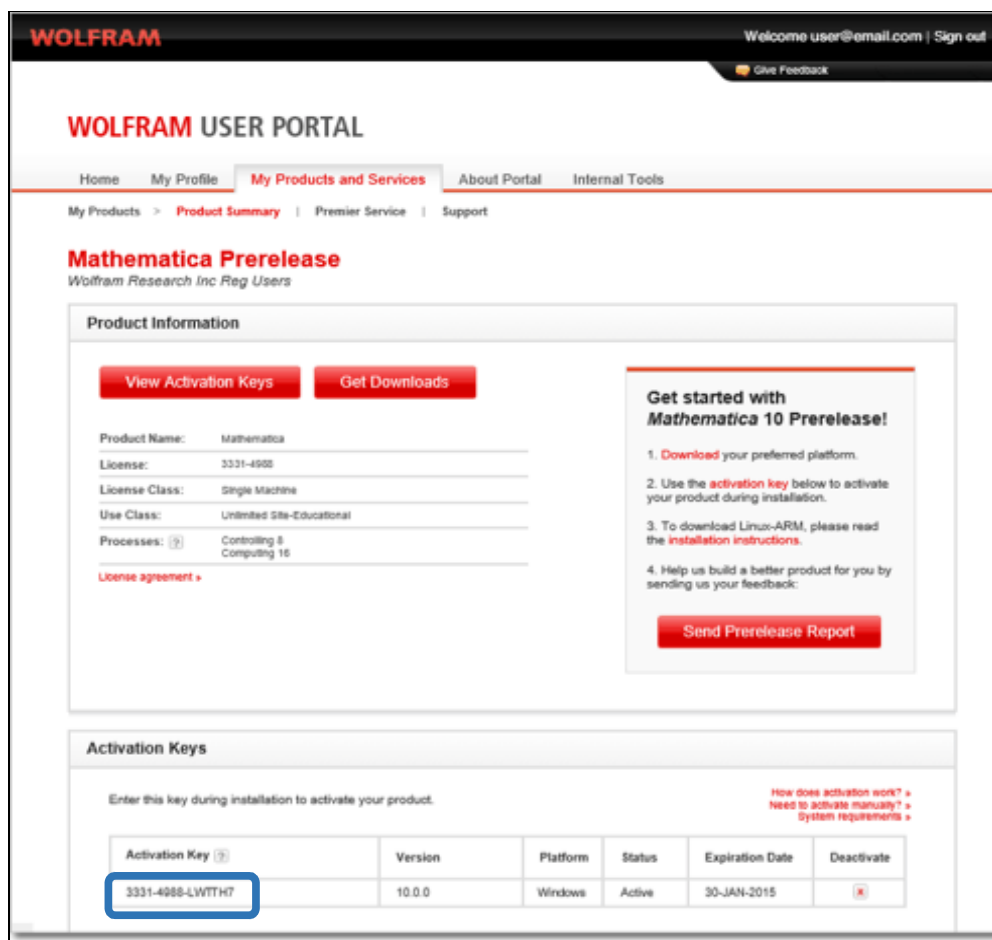 WOLFRAM
Welcome user@email.com | Sign out
Give Feedback
WOLFRAM USER PORTAL
Home My Profile My Products and Services About Portal Internal Tools
My Products > Product Summary | Premier Service | Support
Mathematica Prerelease
Wolfram Research Inc Reg Users
Product Information
View Activation Keys Get Downloads
Product Name: Mathematica
License: 3331-4988
License Class: Single Machine
Use Class: Unlimited Site-Educational
Processes: ? Controlling 8
Computing 16
License agreement »
Get started with
Mathematica 10 Prerelease!
1. Download your preferred platform.
2. Use the activation key below to activate
your product during installation.
3. To download Linux-ARM, please read
the installation instructions.
4. Help us build a better product for you by
sending us your feedback:
Send Prerelease Report
Activation Keys
Enter this key during installation to activate your product.
How does activation work? »
Need to activate manually? »
System requirements »
Activation Key ? Version Platform Status Expiration Date Deactivate
3331-4988-LWTTH7 10.0.0 Windows Active 30-JAN-2015 x